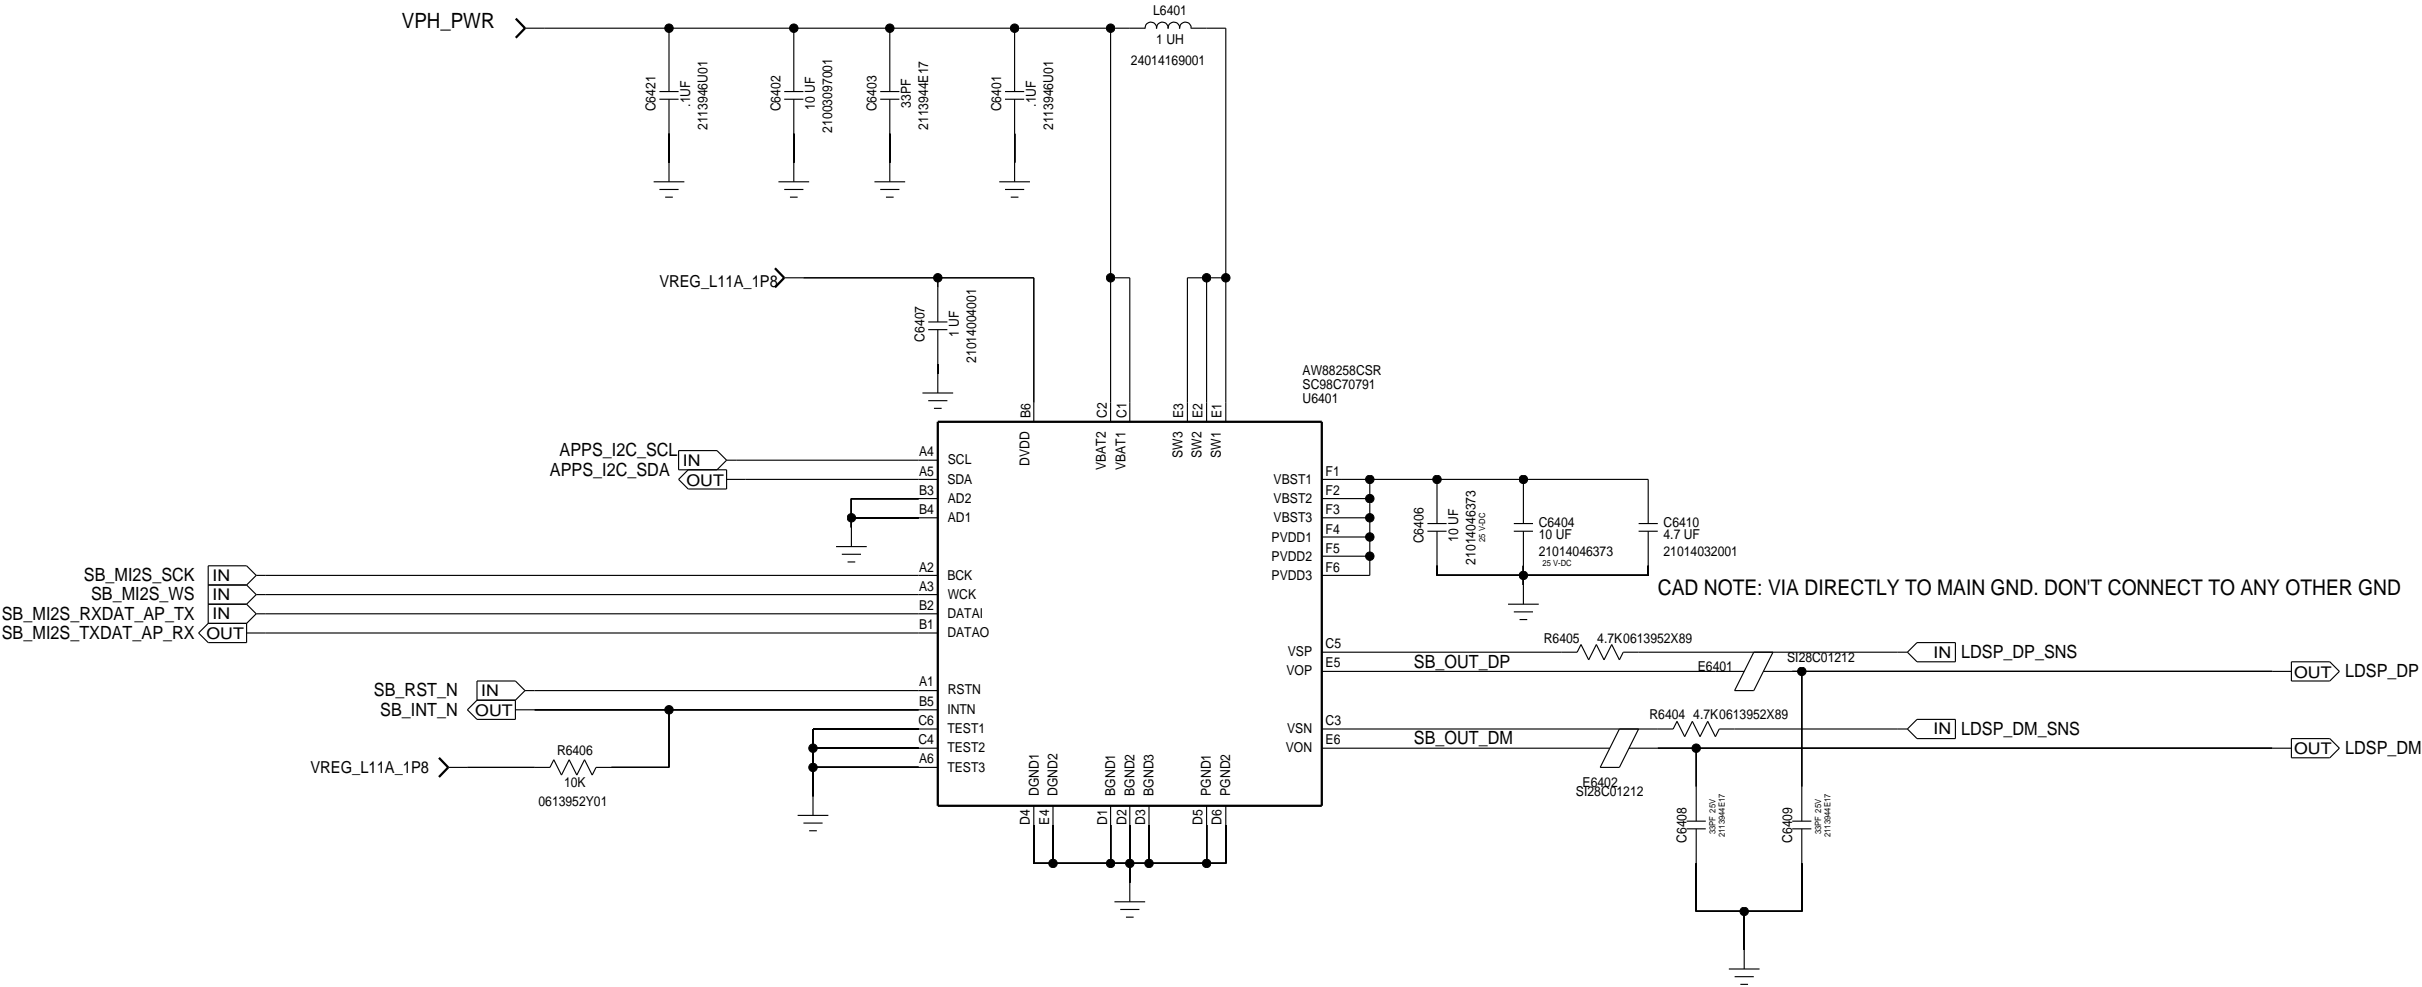 VPH_PWR
L6401
1 UH
24014169001
C6421
.1UF
2113946U01
C6402
10 UF
21003097001
C6403
33PF
2113944E17
C6401
.1UF
2113946U01
VREG_L11A_1P8
C6407
1 UF
21014004001
AW88258CSR
SC98C70791
U6401
B6
C2
C1
E3
E2
E1
DVDD
VBAT2
VBAT1
SW3
SW2
SW1
APPS_I2C_SCL IN A4 SCL
APPS_I2C_SDA OUT A5 SDA
B3 AD2
B4 AD1
SB_MI2S_SCK IN A2 BCK
SB_MI2S_WS IN A3 WCK
SB_MI2S_RXDAT_AP_TX IN B2 DATAI
SB_MI2S_TXDAT_AP_RX OUT B1 DATAO
SB_RST_N IN A1 RSTN
SB_INT_N OUT B5 INTN
C6 TEST1
C4 TEST2
A6 TEST3
VREG_L11A_1P8
R6406
10K
0613952Y01
VBST1 F1
VBST2 F2
VBST3 F3
PVDD1 F4
PVDD2 F5
PVDD3 F6
C6406
10 UF
21014046373
25 V-DC
C6404
10 UF
21014046373
25 V-DC
C6410
4.7 UF
21014032001
CAD NOTE: VIA DIRECTLY TO MAIN GND. DON'T CONNECT TO ANY OTHER GND
VSP C5
R6405 4.7K0613952X89
IN LDSP_DP_SNS
VOP E5
SB_OUT_DP
E6401
SI28C01212
OUT LDSP_DP
VSN C3
R6404 4.7K0613952X89
IN LDSP_DM_SNS
VON E6
SB_OUT_DM
E6402
SI28C01212
OUT LDSP_DM
C6408
33PF 25V
2113944E17
C6409
33PF 25V
2113944E17
DGND1
DGND2
BGND1
BGND2
BGND3
PGND1
PGND2
D4
E4
D1
D2
D3
D5
D6